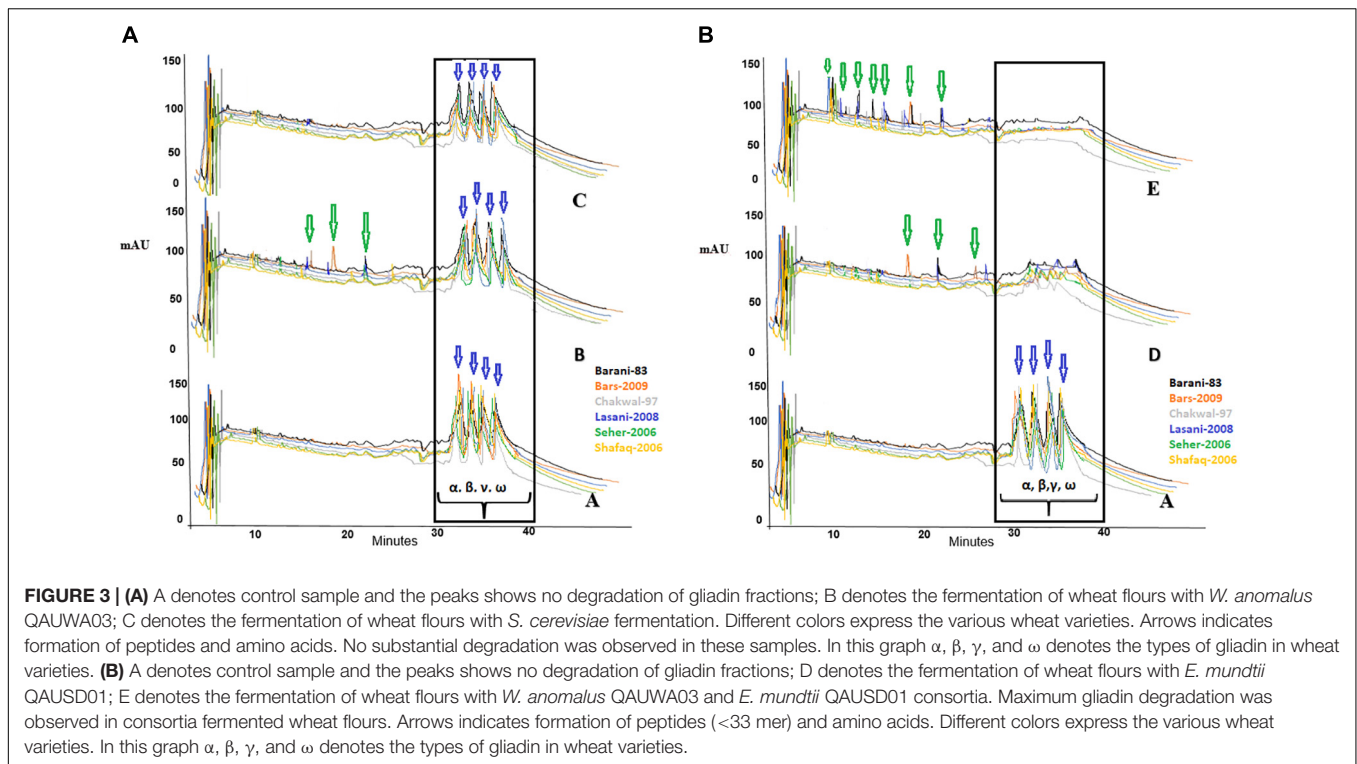 A
B
150
100
50
0
C
150
100
mAU
50
0
B
Barani-83
Bars-2009
Chakwal-97
Lasani-2008
Seher-2006
Shafaq-2006
150
100
50
0
α. β. ν. ω
A
10
20
30
40
Minutes
150
100
50
0
E
150
mAU
100
50
0
D
Barani-83
Bars-2009
Chakwal-97
Lasani-2008
Seher-2006
Shafaq-2006
150
100
50
0
α, β,γ, ω
A
10
20
30
40
Minutes
FIGURE 3 | (A) A denotes control sample and the peaks shows no degradation of gliadin fractions; B denotes the fermentation of wheat flours with W. anomalus
QAUWA03; C denotes the fermentation of wheat flours with S. cerevisiae fermentation. Different colors express the various wheat varieties. Arrows indicates
formation of peptides and amino acids. No substantial degradation was observed in these samples. In this graph α, β, γ, and ω denotes the types of gliadin in wheat
varieties. (B) A denotes control sample and the peaks shows no degradation of gliadin fractions; D denotes the fermentation of wheat flours with E. mundtii
QAUSD01; E denotes the fermentation of wheat flours with W. anomalus QAUWA03 and E. mundtii QAUSD01 consortia. Maximum gliadin degradation was
observed in consortia fermented wheat flours. Arrows indicates formation of peptides (<33 mer) and amino acids. Different colors express the various wheat
varieties. In this graph α, β, γ, and ω denotes the types of gliadin in wheat varieties.